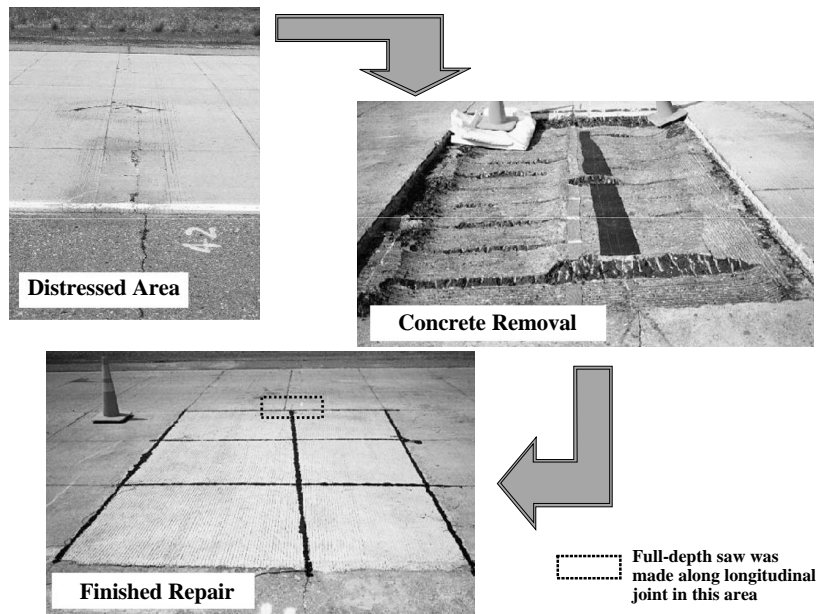 42
Distressed Area
Concrete Removal
Finished Repair
Full-depth saw was
made along longitudinal
joint in this area